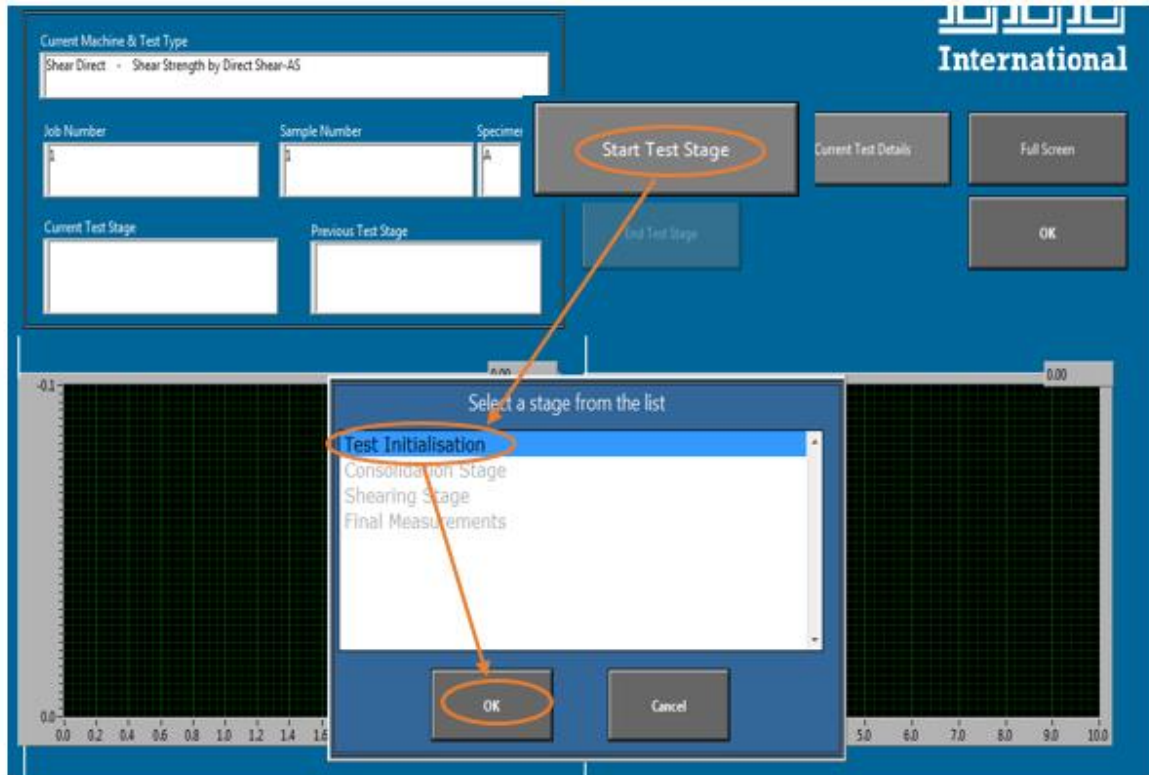 International
Current Machine & Test Type
Shear Direct - Shear Strength by Direct Shear-AS
Job Number
Sample Number
1
1
A
Start Test Stage
Current Test Details
Full Screen
Current Test Stage
Previous Test Stage
End Test Stage
OK
0.00
0.00
-0.1
Select a stage from the list
Test Initialisation
Consolidation Stage
Shearing Stage
Final Measurements
OK
Cancel
0.0
0.0 0.2 0.4 0.6 0.8 1.0 1.2 1.4 1.6
5.0 6.0 7.0 8.0 9.0 10.0